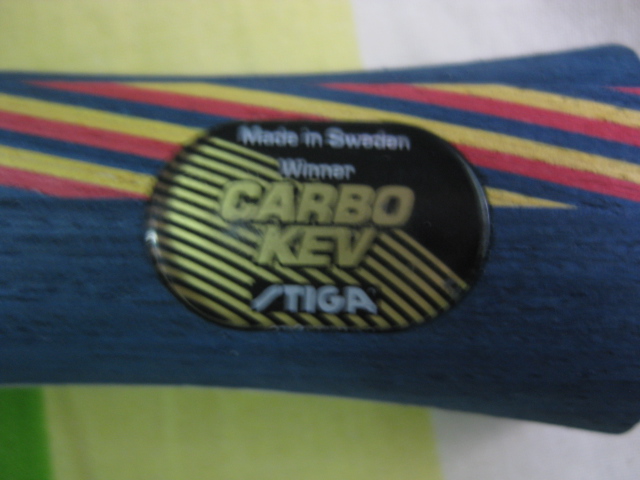 Made in Sweden
Winner
CARBO
KEV
STIGA